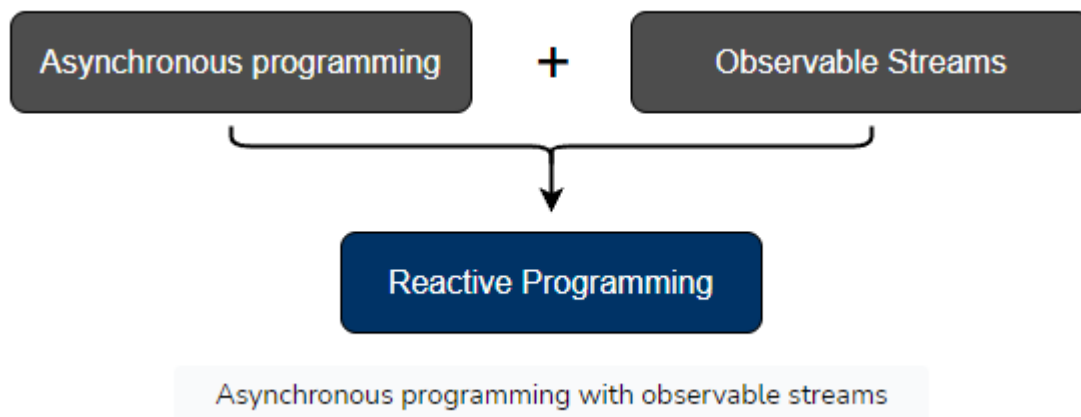 Asynchronous programming + Observable Streams
Reactive Programming
Asynchronous programming with observable streams